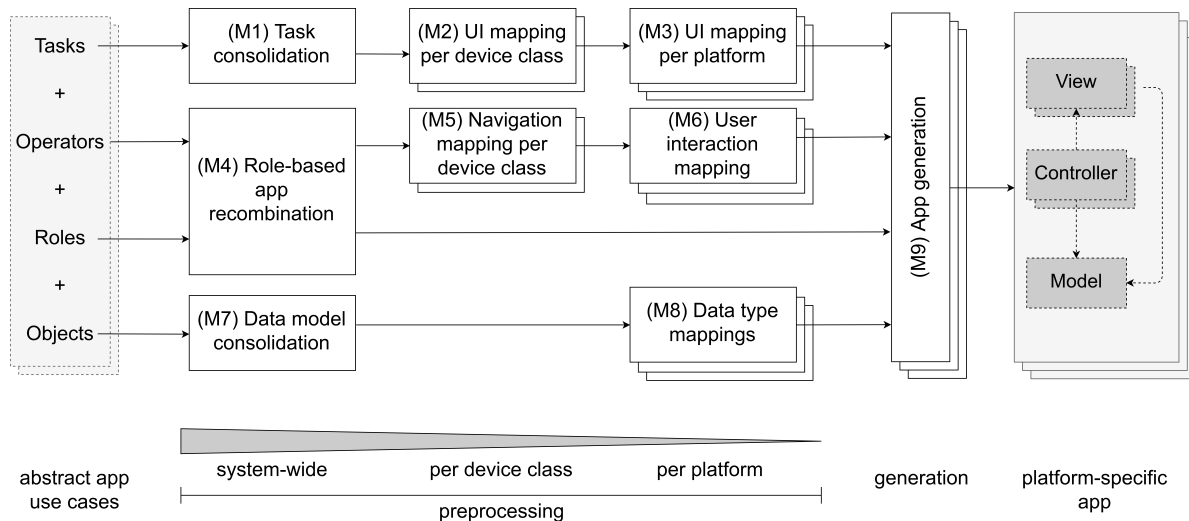 Tasks
+
Operators
+
Roles
+
Objects
(M1) Task
consolidation
(M2) UI mapping
per device class
(M3) UI mapping
per platform
(M4) Role-based
app
recombination
(M5) Navigation
mapping per
device class
(M6) User
interaction
mapping
(M7) Data model
consolidation
(M8) Data type
mappings
(M9) App generation
View
Controller
Model
abstract app
use cases
system-wide
per device class
per platform
preprocessing
generation
platform-specific
app